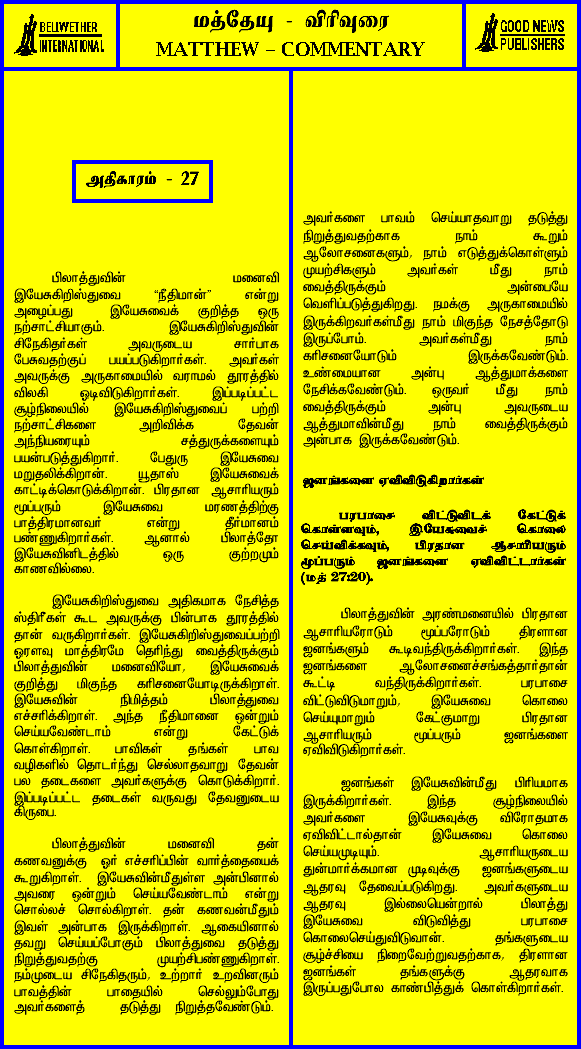 BELIWETHER
INTERNATIONAL
மத்தேயு - விரிவுரை
MATTHEW – COMMENTARY
GOOD NEWS
PUBLISHERS
அதிகாரம் - 27
பிலாத்துவின் மனைவி
இயேசுகிறிஸ்துவை “நீதிமான்” என்று
அழைப்பது இயேசுவைக் குறித்த ஒரு
நற்சாட்சியாகும். இயேசுகிறிஸ்துவின்
சிநேகிதர்கள் அவருடைய சார்பாக
பேசுவதற்குப் பயப்படுகிறார்கள். அவர்கள்
அவருக்கு அருகாமையில் வராமல் தூரத்தில்
விலகி ஓடிவிடுகிறார்கள். இப்படிப்பட்ட
சூழ்நிலையில் இயேசுகிறிஸ்துவைப் பற்றி
நற்சாட்சிகளை அறிவிக்க தேவன்
அந்நியரையும் சத்துருக்களையும்
பயன்படுத்துகிறார். பேதுரு இயேசுவை
மறுதலிக்கிறான். யூதாஸ் இயேசுவைக்
காட்டிக்கொடுக்கிறான். பிரதான ஆசாரியரும்
மூப்பரும் இயேசுவை மரணத்திற்கு
பாத்திரமானவர் என்று தீர்மானம்
பண்ணுகிறார்கள். ஆனால் பிலாத்தோ
இயேசுவினிடத்தில் ஒரு குற்றமும்
காணவில்லை.
இயேசுகிறிஸ்துவை அதிகமாக நேசித்த
ஸ்திரீகள் கூட அவருக்கு பின்பாக தூரத்தில்
தான் வருகிறார்கள். இயேசுகிறிஸ்துவைப்பற்றி
ஓரளவு மாத்திரமே தெரிந்து வைத்திருக்கும்
பிலாத்துவின் மனைவியோ, இயேசுவைக்
குறித்து மிகுந்த கரிசனையோடிருக்கிறாள்.
இயேசுவின் நிமித்தம் பிலாத்துவை
எச்சரிக்கிறாள். அந்த நீதிமானை ஒன்றும்
செய்யவேண்டாம் என்று கேட்டுக்
கொள்கிறாள். பாவிகள் தங்கள் பாவ
வழிகளில் தொடர்ந்து செல்லாதவாறு தேவன்
பல தடைகளை அவர்களுக்கு கொடுக்கிறார்.
இப்படிப்பட்ட தடைகள் வருவது தேவனுடைய
கிருபை.
பிலாத்துவின் மனைவி தன்
கணவனுக்கு ஓர் எச்சரிப்பின் வார்த்தையைக்
கூறுகிறாள். இயேசுவின்மீதுள்ள அன்பினால்
அவரை ஒன்றும் செய்யவேண்டாம் என்று
சொல்லச் சொல்கிறாள். தன் கணவன்மீதும்
இவள் அன்பாக இருக்கிறாள். ஆகையினால்
தவறு செய்யப்போகும் பிலாத்துவை தடுத்து
நிறுத்துவதற்கு முயற்சிபண்ணுகிறாள்.
நம்முடைய சிநேகிதரும், உற்றார் உறவினரும்
பாவத்தின் பாதையில் செல்லும்போது
அவர்களைத் தடுத்து நிறுத்தவேண்டும்.
அவர்களை பாவம் செய்யாதவாறு தடுத்து
நிறுத்துவதற்காக நாம் கூறும்
ஆலோசனைகளும், நாம் எடுத்துக்கொள்ளும்
முயற்சிகளும் அவர்கள் மீது நாம்
வைத்திருக்கும் அன்பையே
வெளிப்படுத்துகிறது. நமக்கு அருகாமையில்
இருக்கிறவர்கள்மீது நாம் மிகுந்த நேசத்தோடு
இருப்போம். அவர்கள்மீது நாம்
கரிசனையோடும் இருக்கவேண்டும்.
உண்மையான அன்பு ஆத்துமாக்களை
நேசிக்கவேண்டும். ஒருவர் மீது நாம்
வைத்திருக்கும் அன்பு அவருடைய
ஆத்துமாவின்மீது நாம் வைத்திருக்கும்
அன்பாக இருக்கவேண்டும்.
ஜனங்களை ஏவிவிடுகிறார்கள்
பரபாசை விட்டுவிடக் கேட்டுக்
கொள்ளவும், இயேசுவைச் கொலை
செய்விக்கவும், பிரதான ஆசாரியரும்
மூப்பரும் ஜனங்களை ஏவிவிட்டார்கள்
(மத் 27:20).
பிலாத்துவின் அரண்மனையில் பிரதான
ஆசாரியரோடும் மூப்பரோடும் திரளான
ஜனங்களும் கூடிவந்திருக்கிறார்கள். இந்த
ஜனங்களை ஆலோசனைச்சங்கத்தார்தான்
கூட்டி வந்திருக்கிறார்கள். பரபாசை
விட்டுவிடுமாறும், இயேசுவை கொலை
செய்யுமாறும் கேட்குமாறு பிரதான
ஆசாரியரும் மூப்பரும் ஜனங்களை
ஏவிவிடுகிறார்கள்.
ஜனங்கள் இயேசுவின்மீது பிரியமாக
இருக்கிறார்கள். இந்த சூழ்நிலையில்
அவர்களை இயேசுவுக்கு விரோதமாக
ஏவிவிட்டால்தான் இயேசுவை கொலை
செய்யமுடியும். ஆசாரியருடைய
துன்மார்க்கமான முடிவுக்கு ஜனங்களுடைய
ஆதரவு தேவைப்படுகிறது. அவர்களுடைய
ஆதரவு இல்லையென்றால் பிலாத்து
இயேசுவை விடுவித்து பரபாசை
கொலைசெய்துவிடுவான். தங்களுடைய
சூழ்ச்சியை நிறைவேற்றுவதற்காக, திரளான
ஜனங்கள் தங்களுக்கு ஆதரவாக
இருப்பதுபோல காண்பித்துக் கொள்கிறார்கள்.